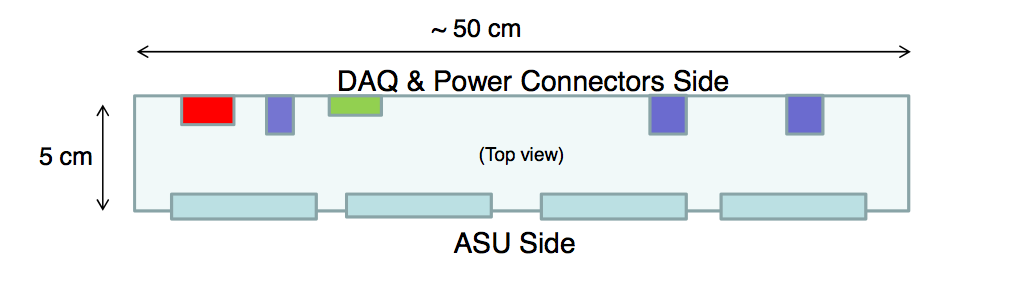 ~ 50 cm
DAQ & Power Connectors Side
5 cm
(Top view)
ASU Side